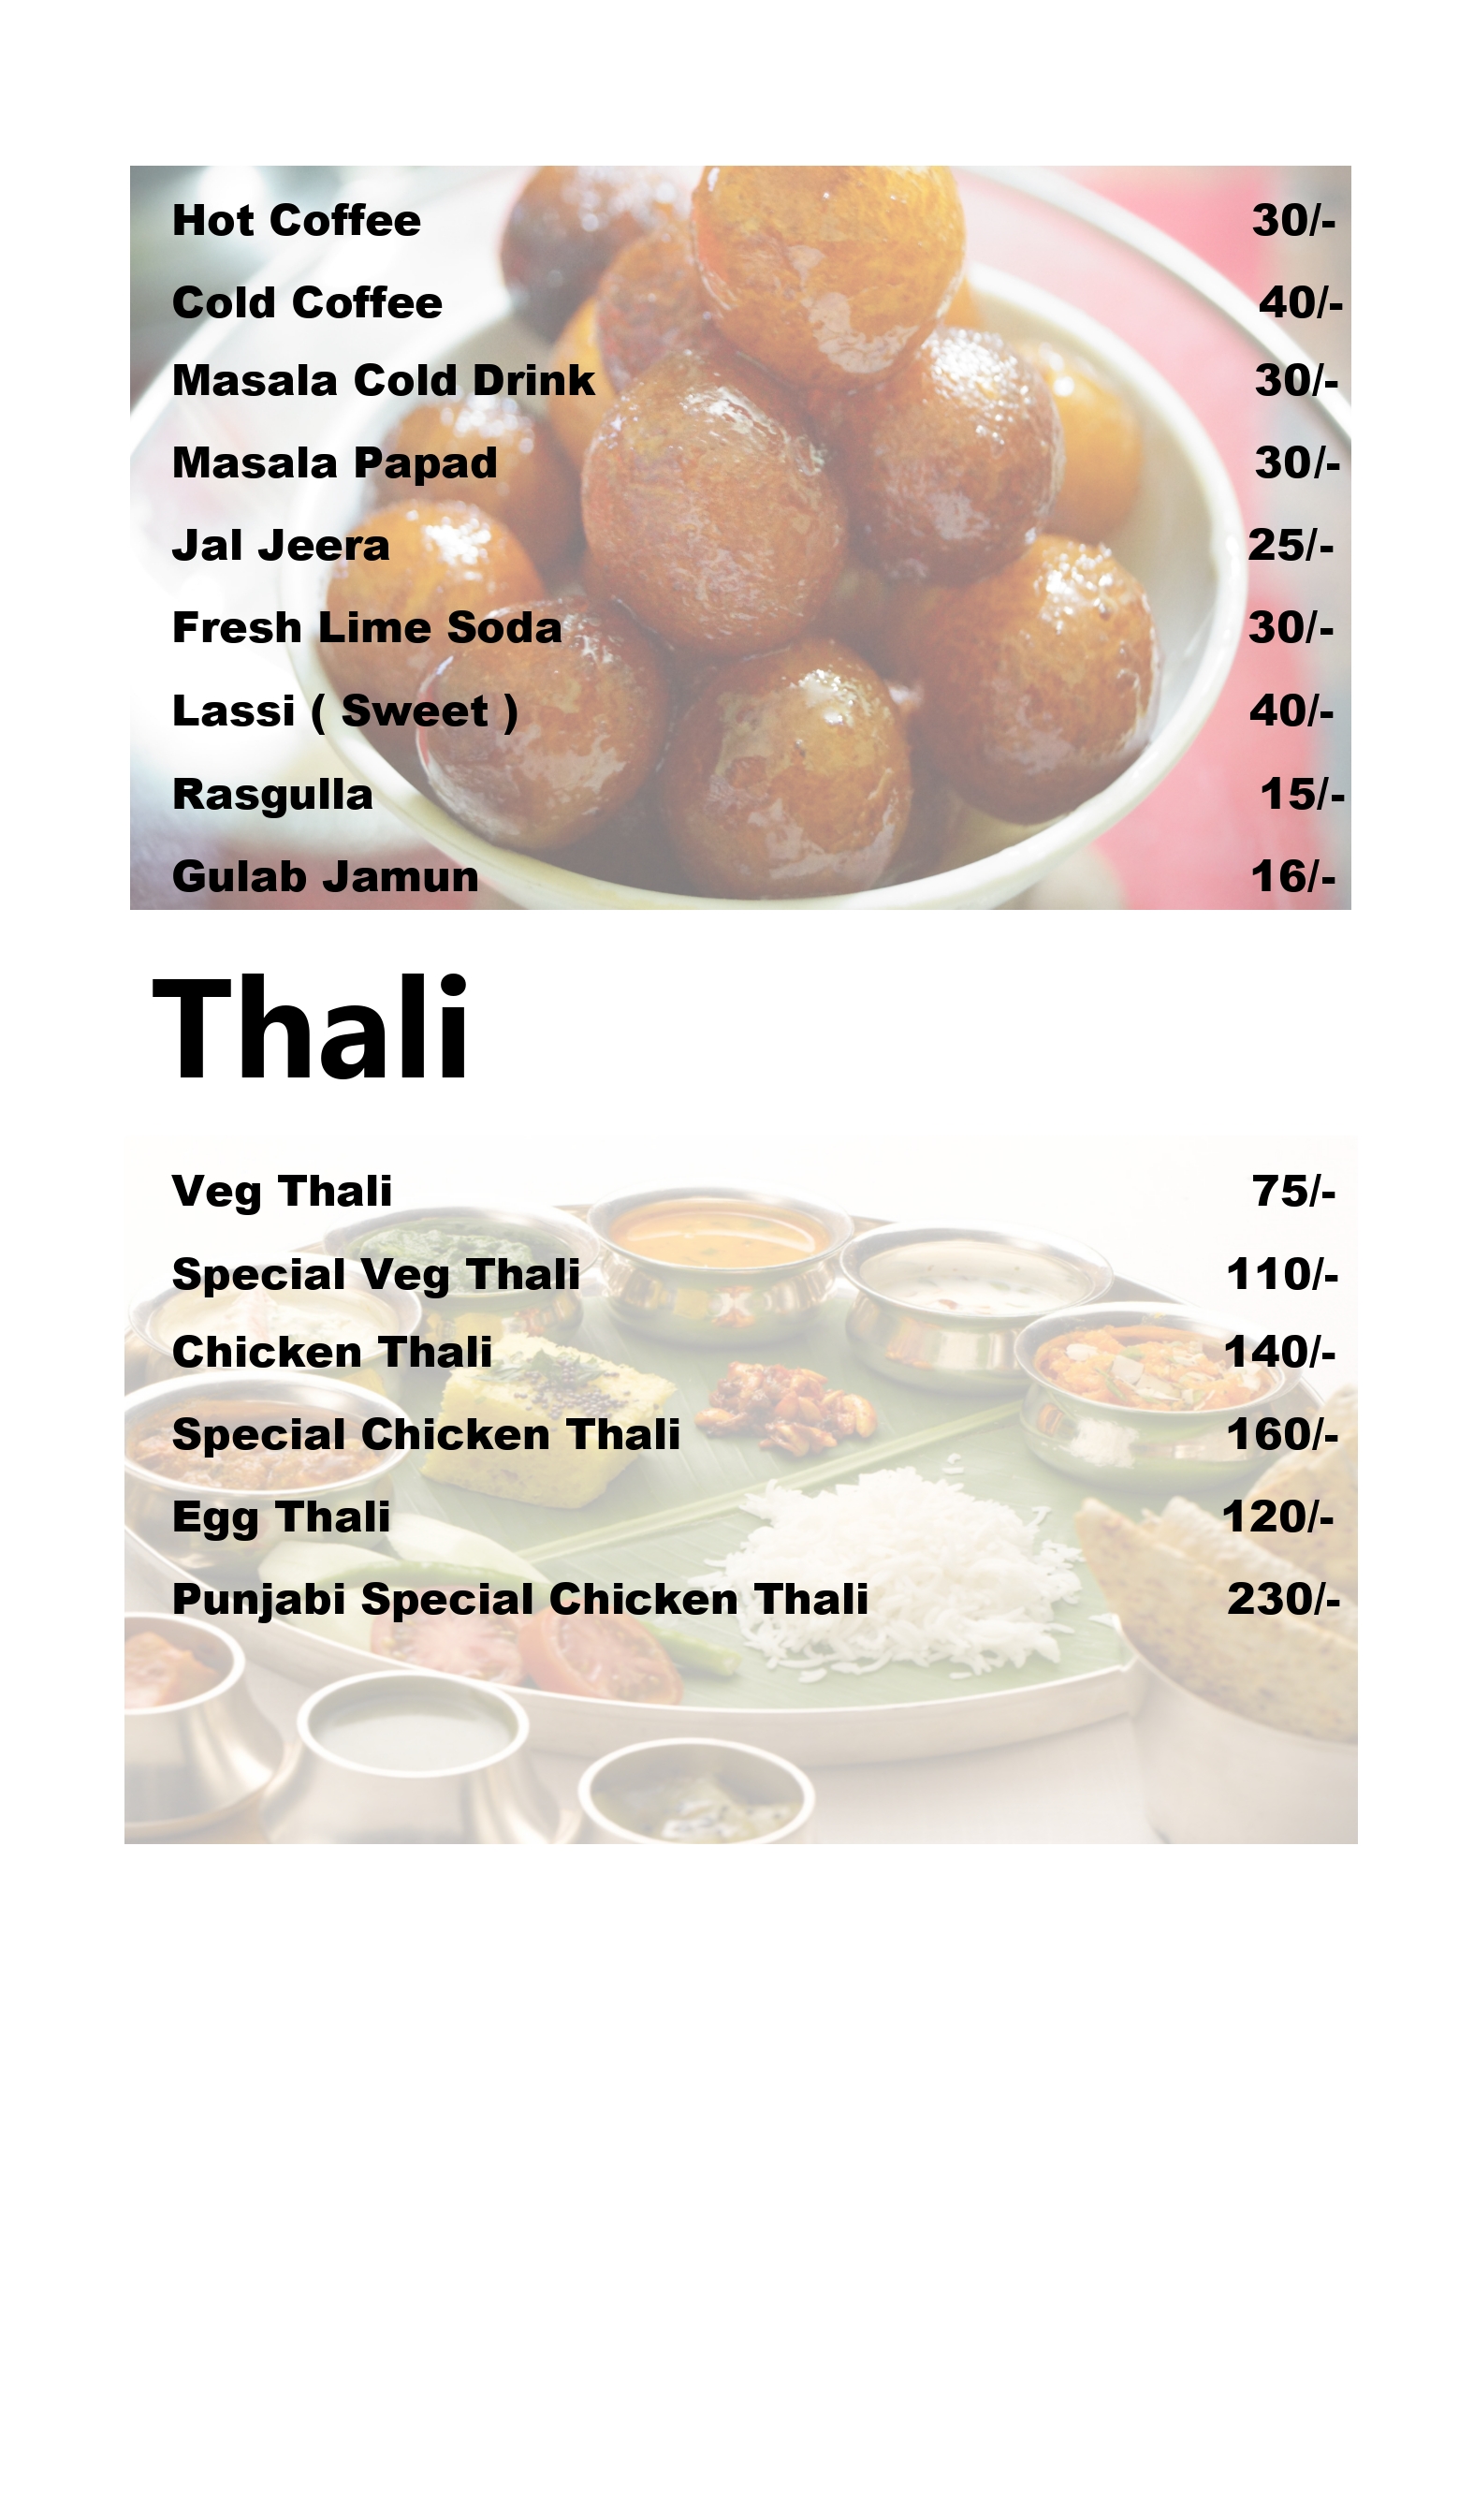 Hot Coffee 30/-
Cold Coffee 40/-
Masala Cold Drink 30/-
Masala Papad 30/-
Jal Jeera 25/-
Fresh Lime Soda 30/-
Lassi ( Sweet ) 40/-
Rasgulla 15/-
Gulab Jamun 16/-
Thali
Veg Thali 75/-
Special Veg Thali 110/-
Chicken Thali 140/-
Special Chicken Thali 160/-
Egg Thali 120/-
Punjabi Special Chicken Thali 230/-